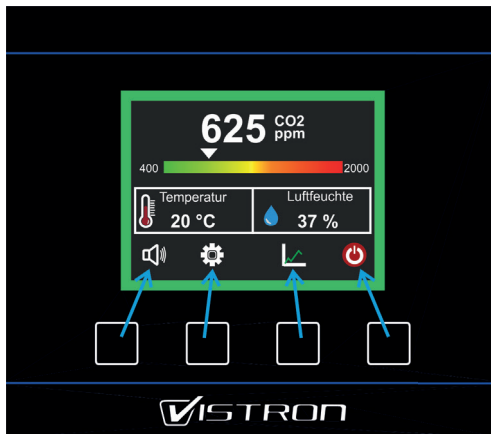 625 CO2
ppm
400 2000
Temperatur Luftfeuchte
20 °C 37 %
VISTRON